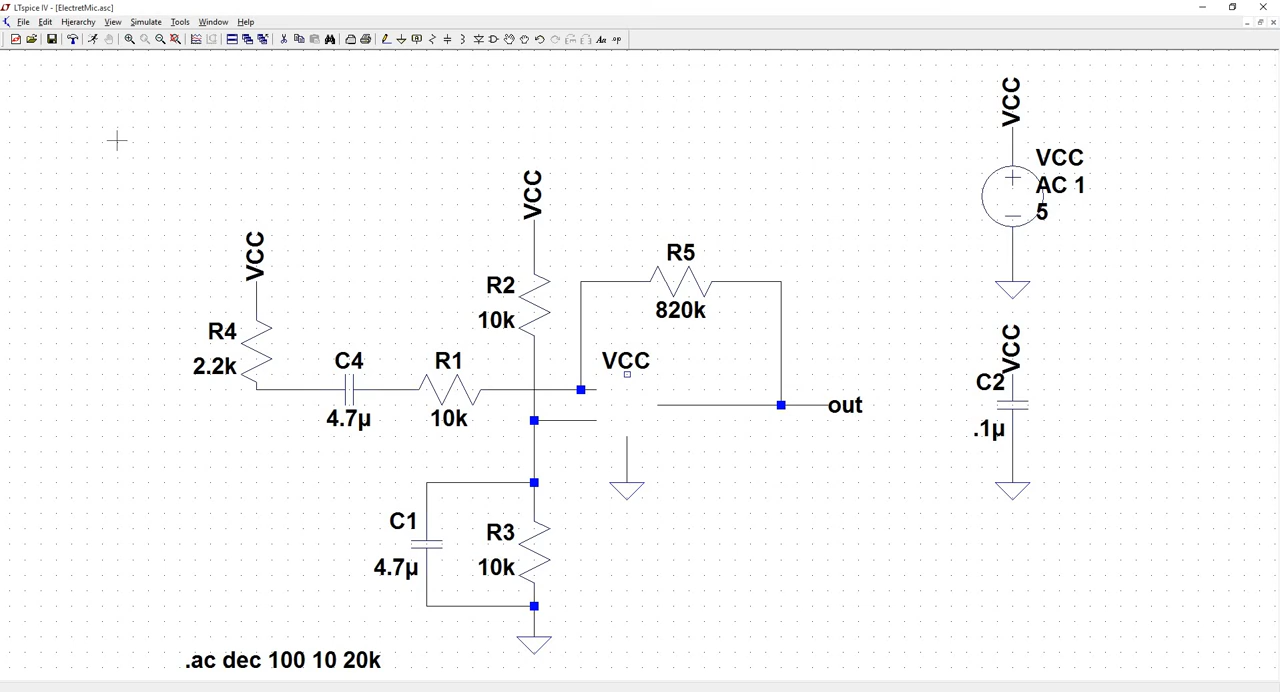 LTspice IV - [ElectretMic.asc]
File Edit Hierarchy View Simulate Tools Window Help
Aa .op
VCC
VCC
AC 1
5
VCC
VCC
R4
2.2k
C4
4.7µ
R1
10k
R2
10k
R5
820k
VCC
out
VCC
C2
.1µ
C1
4.7µ
R3
10k
.ac dec 100 10 20k